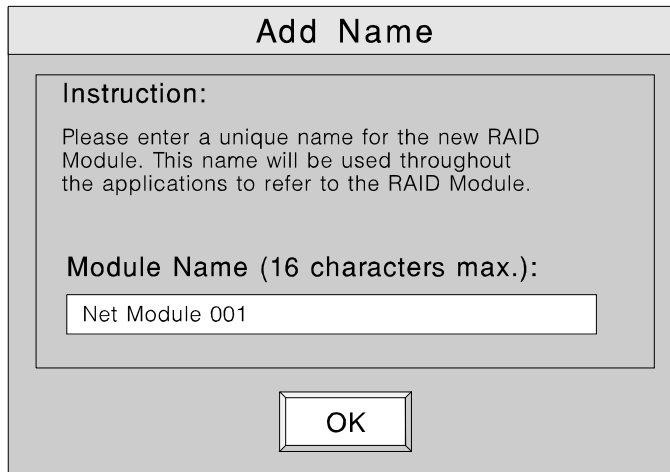 Add Name
Instruction:
Please enter a unique name for the new RAID
Module. This name will be used throughout
the applications to refer to the RAID Module.
Module Name (16 characters max.):
Net Module 001
OK